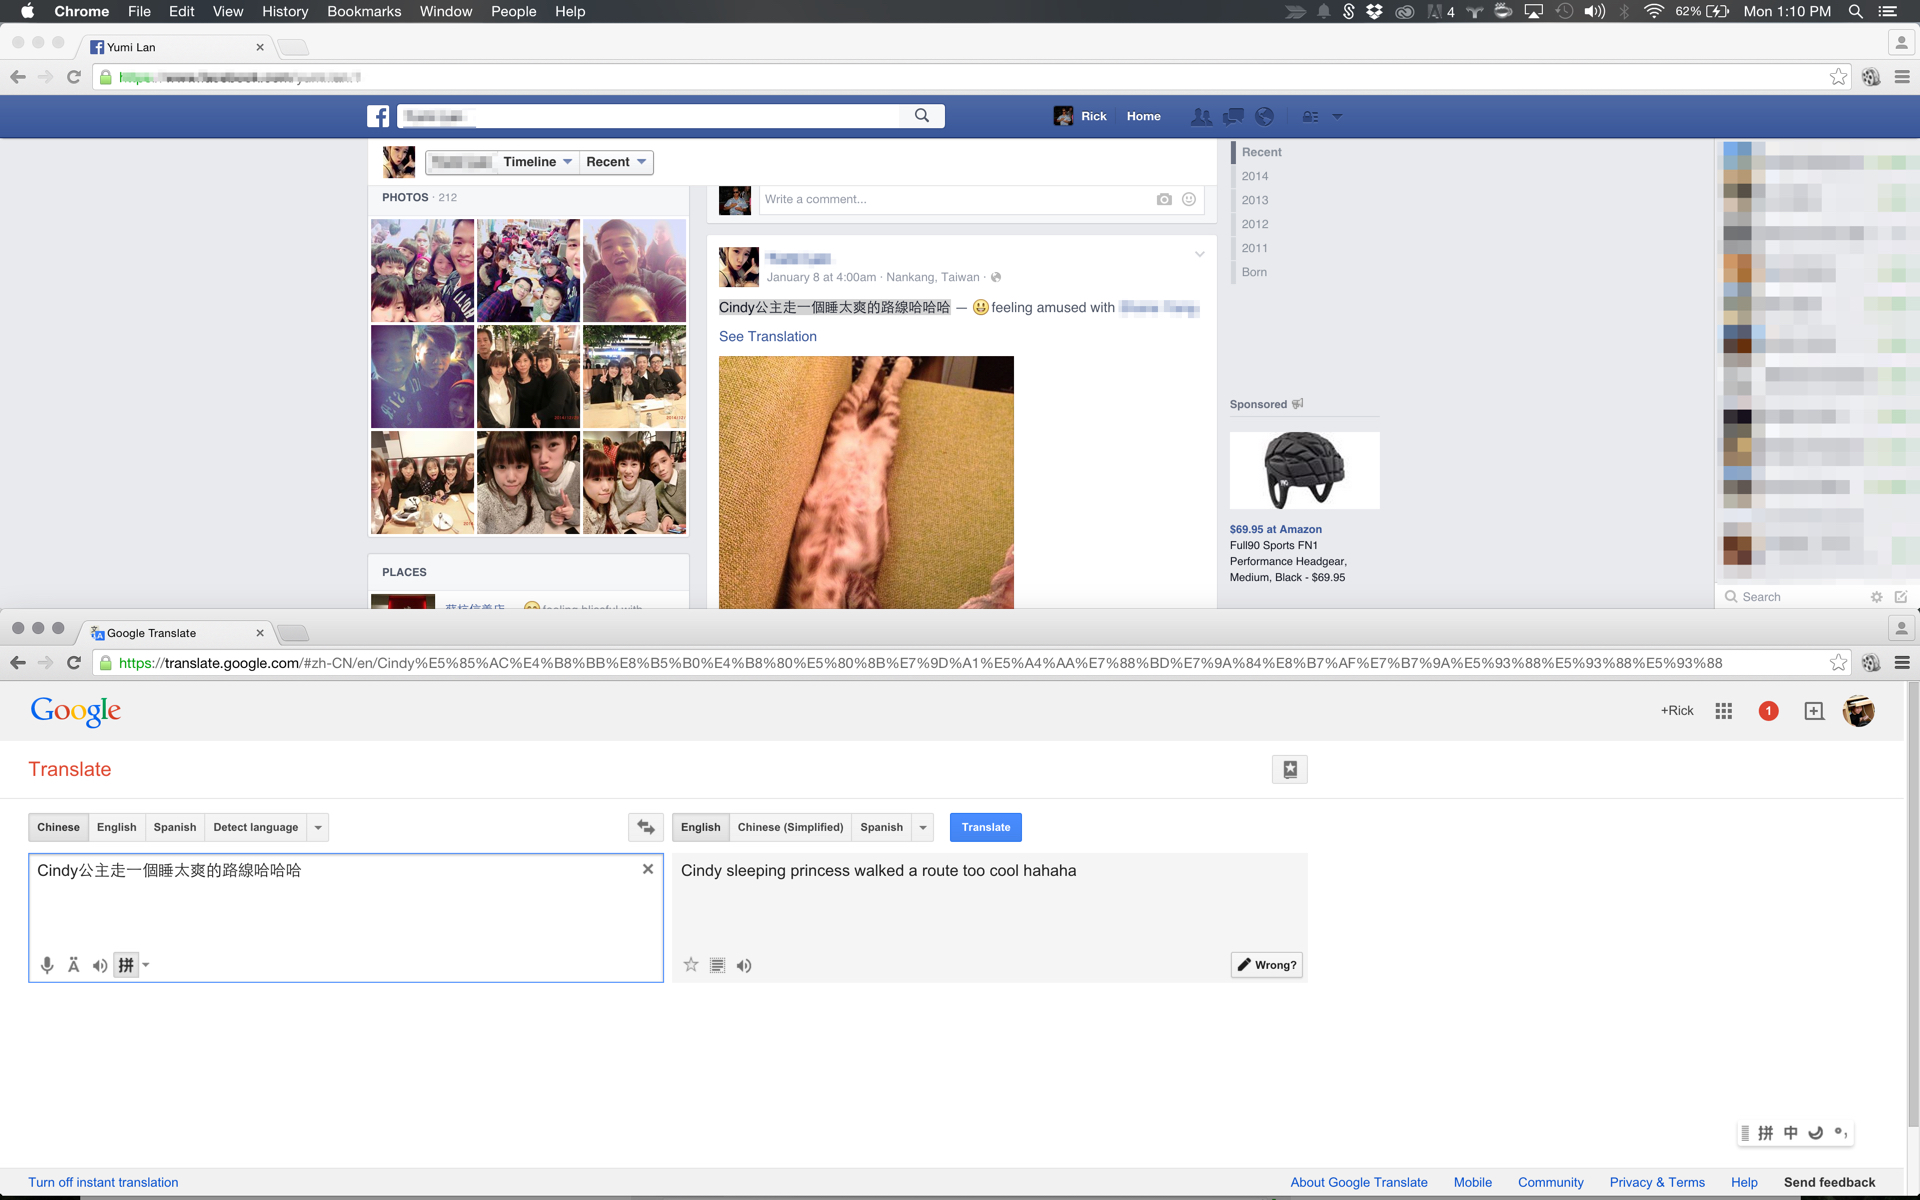 Chrome File Edit View History Bookmarks Window People Help 4 62% Mon 1:10 PM
Yumi Lan
Rick Home
Timeline Recent
PHOTOS · 212
Write a comment...
January 8 at 4:00am · Nankang, Taiwan ·
Cindy公主走一個睡太爽的路線哈哈哈 — feeling amused with
See Translation
Recent
2014
2013
2012
2011
Born
Sponsored
$69.95 at Amazon
Full90 Sports FN1
Performance Headgear,
Medium, Black - $69.95
PLACES
Search
Google Translate
https://translate.google.com/#zh-CN/en/Cindy%E5%85%AC%E4%B8%BB%E8%B5%B0%E4%B8%80%E5%80%8B%E7%9D%A1%E5%A4%AA%E7%88%BD%E7%9A%84%E8%B7%AF%E7%B7%9A%E5%93%88%E5%93%88%E5%93%88
Google
+Rick 1
Translate
Chinese English Spanish Detect language
English Chinese (Simplified) Spanish Translate
Cindy公主走一個睡太爽的路線哈哈哈
Cindy sleeping princess walked a route too cool hahaha
Ä 拼
Wrong?
拼 中
Turn off instant translation
About Google Translate Mobile Community Privacy & Terms Help Send feedback